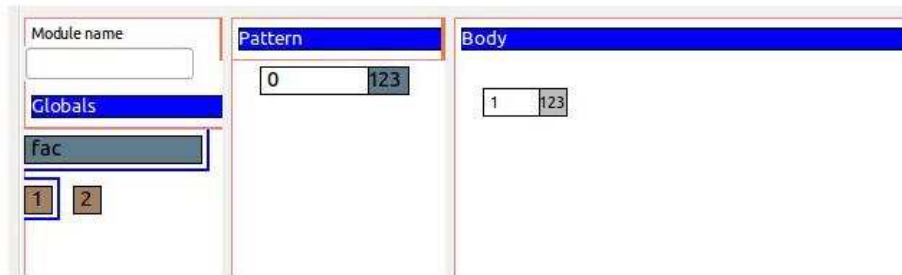 Module name
Globals
fac
1 2
Pattern
0 123
Body
1 123